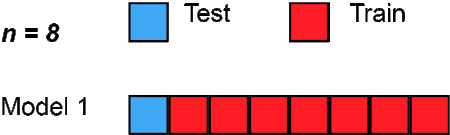 n = 8 Test Train
Model 1